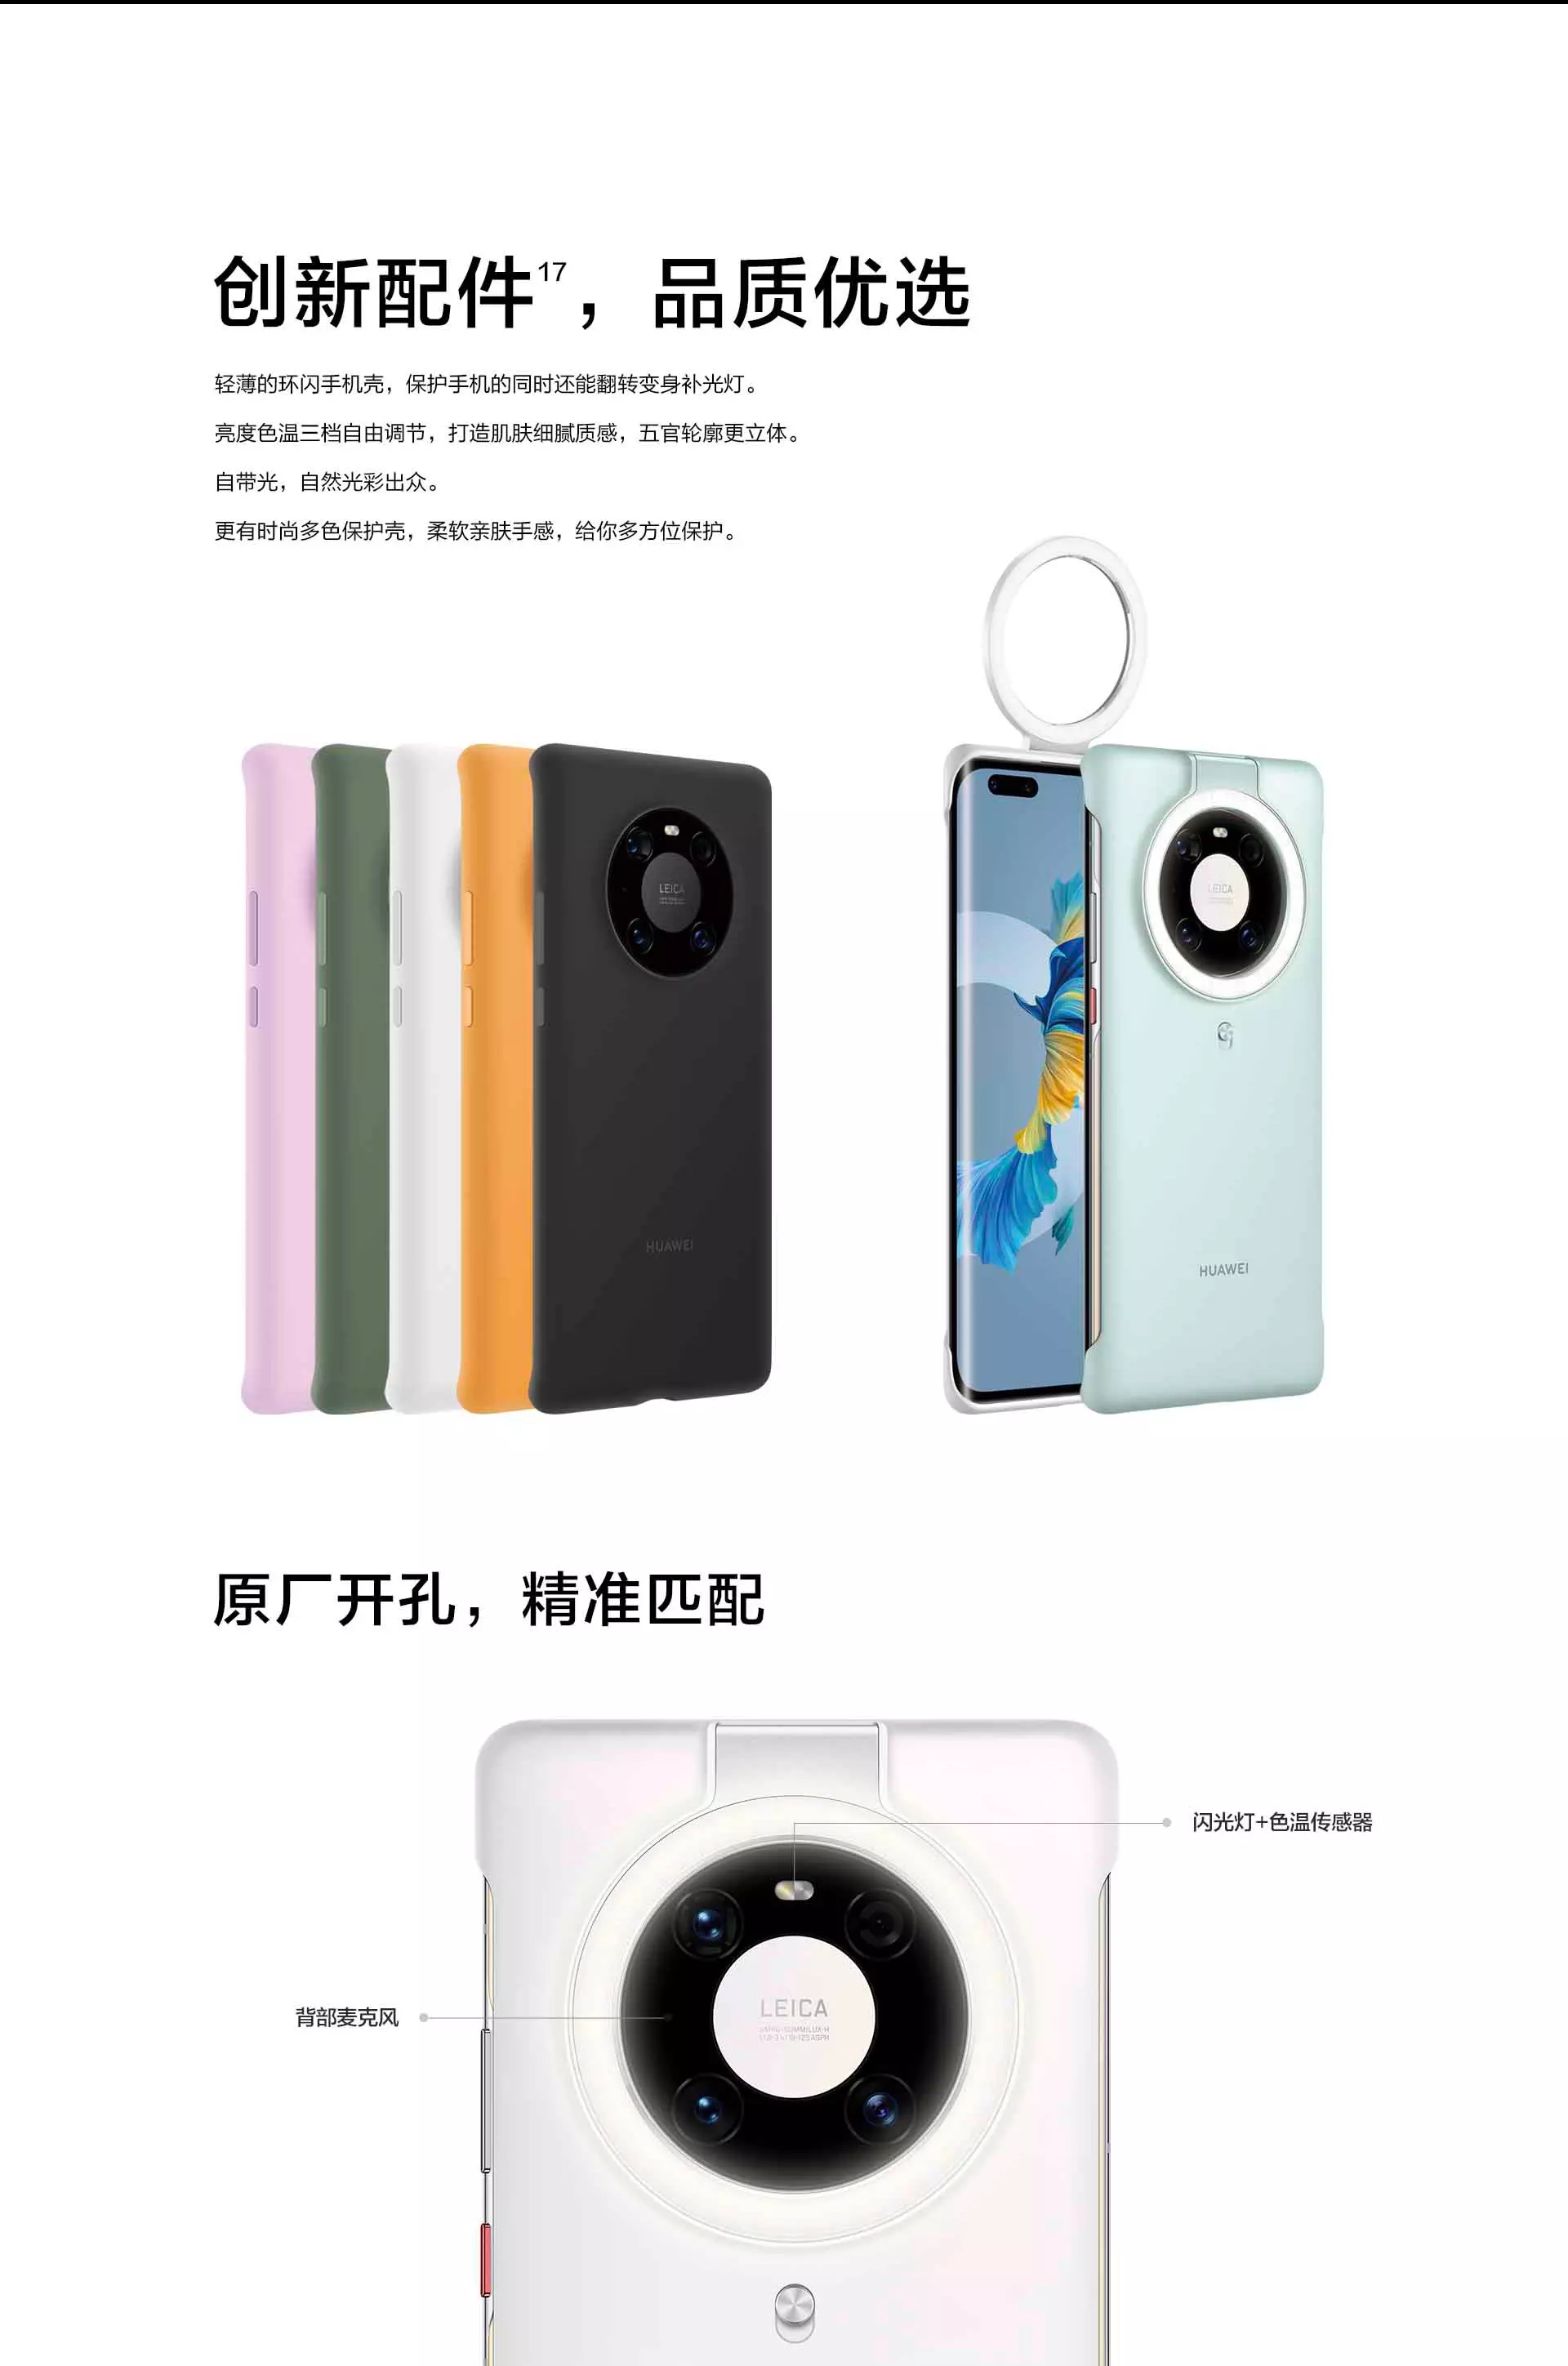 创新配件17，品质优选
轻薄的环闪手机壳，保护手机的同时还能翻转变身补光灯。
亮度色温三档自由调节，打造肌肤细腻质感，五官轮廓更立体。
自带光，自然光彩出众。
更有时尚多色保护壳，柔软亲肤手感，给你多方位保护。
LEICA
LEICA
HUAWEI
HUAWEI
原厂开孔，精准匹配
闪光灯+色温传感器
背部麦克风
LEICA